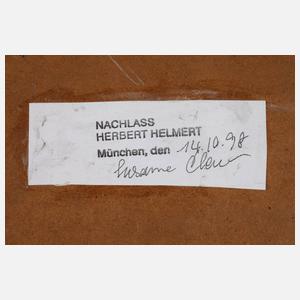 NACHLASS
HERBERT HELMERT
München, den 14.10.98
Susanne